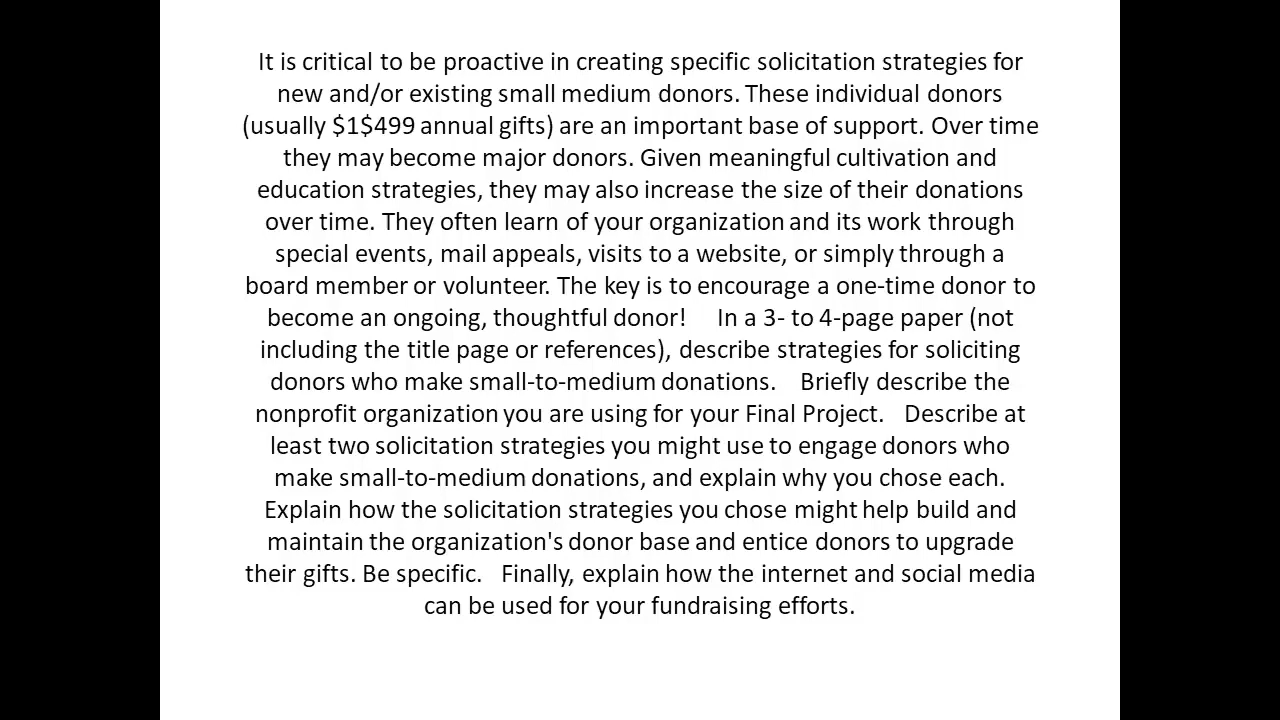 It is critical to be proactive in creating specific solicitation strategies for
new and/or existing small medium donors. These individual donors
(usually $1$499 annual gifts) are an important base of support. Over time
they may become major donors. Given meaningful cultivation and
education strategies, they may also increase the size of their donations
over time. They often learn of your organization and its work through
special events, mail appeals, visits to a website, or simply through a
board member or volunteer. The key is to encourage a one-time donor to
become an ongoing, thoughtful donor!     In a 3- to 4-page paper (not
including the title page or references), describe strategies for soliciting
donors who make small-to-medium donations.    Briefly describe the
nonprofit organization you are using for your Final Project.   Describe at
least two solicitation strategies you might use to engage donors who
make small-to-medium donations, and explain why you chose each.
Explain how the solicitation strategies you chose might help build and
maintain the organization's donor base and entice donors to upgrade
their gifts. Be specific.   Finally, explain how the internet and social media
can be used for your fundraising efforts.